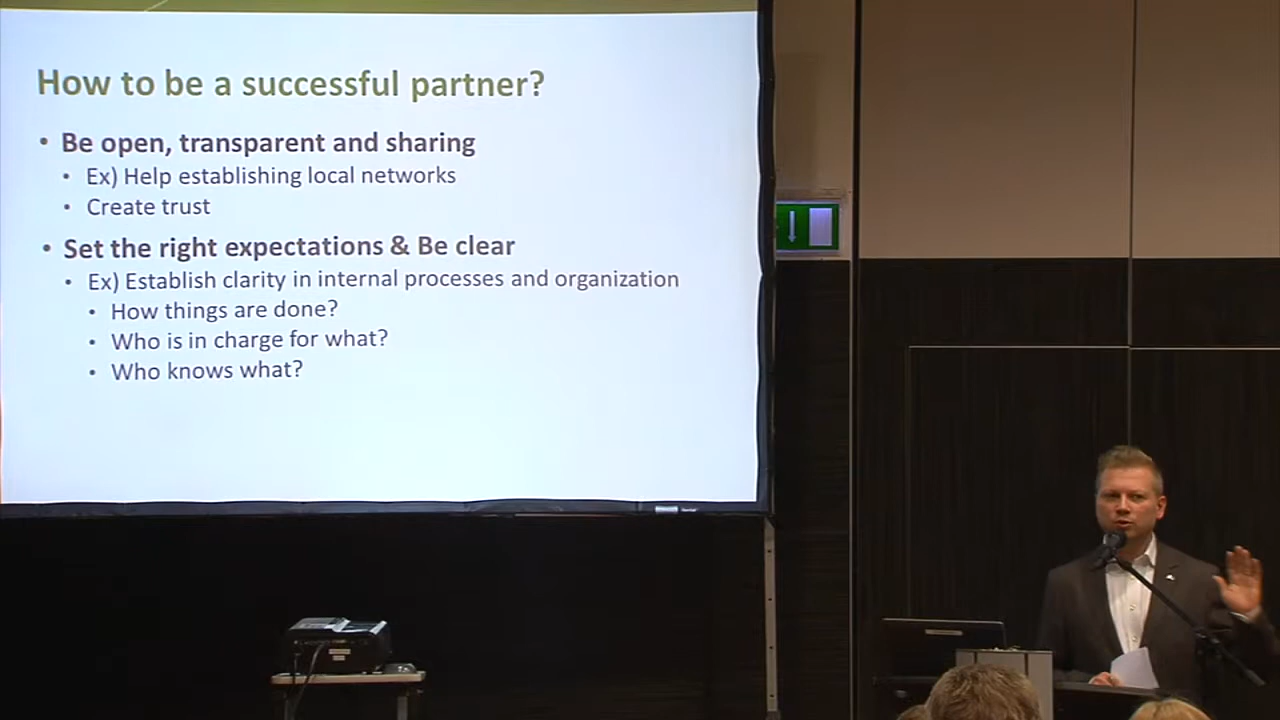 How to be a successful partner?
• Be open, transparent and sharing
• Ex) Help establishing local networks
• Create trust
• Set the right expectations & Be clear
• Ex) Establish clarity in internal processes and organization
• How things are done?
• Who is in charge for what?
• Who knows what?